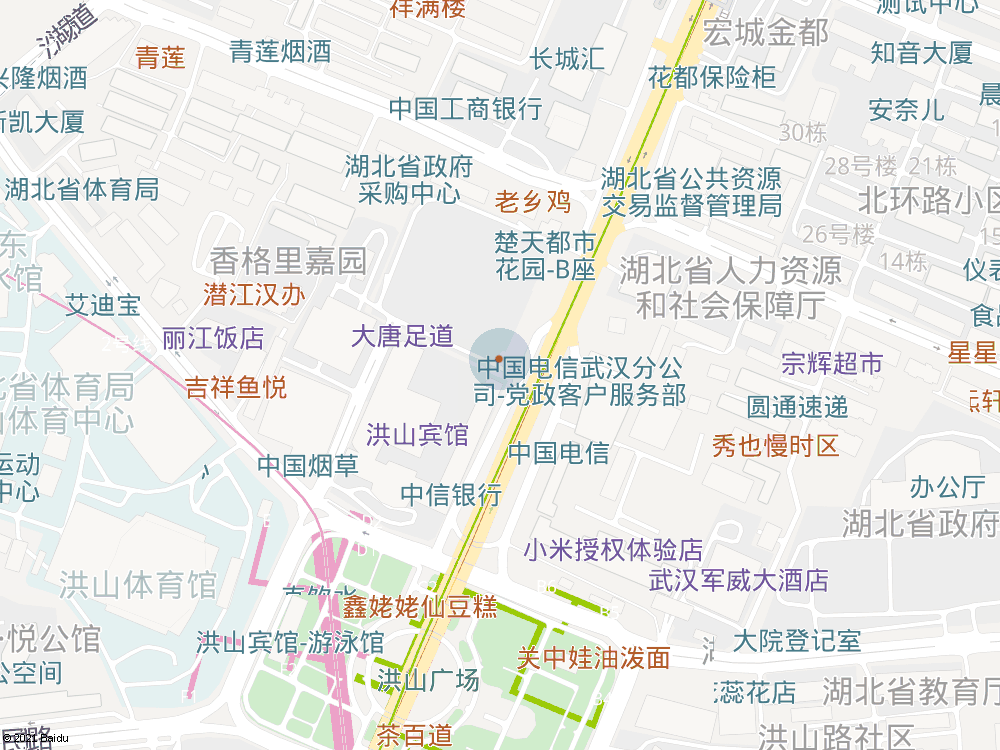 祥满楼
测试中心
宏城金都
青莲
青莲烟酒
长城汇
知音大厦
兴隆烟酒
花都保险柜
中国工商银行
安奈儿
新凯大厦
30栋
湖北省政府
采购中心
28号楼
21栋
湖北省体育局
老乡鸡
湖北省公共资源
交易监督管理局
北环路小区
26号楼
楚天都市
花园-B座
香格里嘉园
湖北省人力资源
和社会保障厅
14栋
潜江汉办
艾迪宝
丽江饭店
大唐足道
2号线
中国电信武汉分公
司-党政客户服务部
宗辉超市
星星
吉祥鱼悦
圆通速递
洪山宾馆
中国电信
秀也慢时区
中国烟草
运动
中心
中信银行
办公厅
湖北省政府
小米授权体验店
武汉军威大酒店
洪山体育馆
鑫姥姥仙豆糕
洪山宾馆-游泳馆
大院登记室
关中娃油泼面
洪山广场
蕊花店
湖北省教育厅
茶百道
洪山路社区
© 2021 Baidu